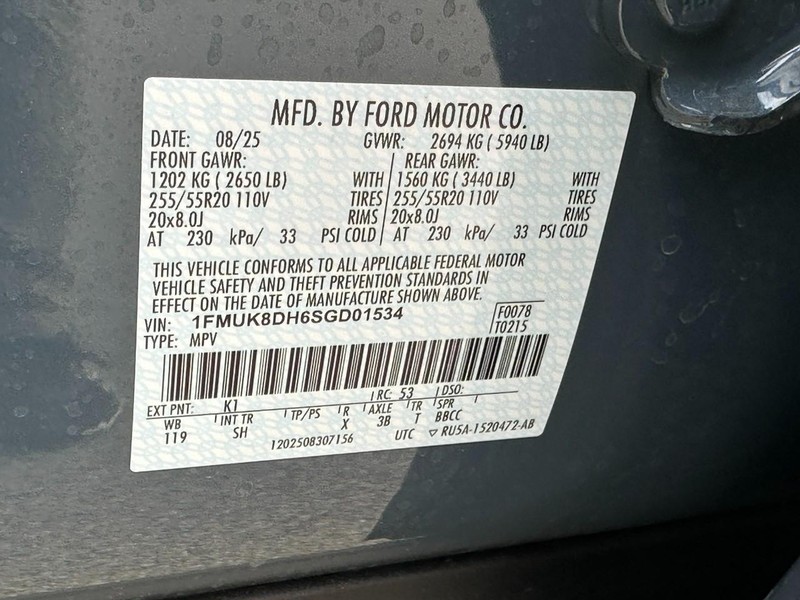 MFD. BY FORD MOTOR CO.
DATE: 08/25 GVWR: 2694 KG ( 5940 LB)
FRONT GAWR: REAR GAWR:
1202 KG ( 2650 LB) WITH 1560 KG ( 3440 LB) WITH
255/55R20 110V TIRES 255/55R20 110V TIRES
20x8.0J RIMS 20x8.0J RIMS
AT 230 kPa/ 33 PSI COLD AT 230 kPa/ 33 PSI COLD
THIS VEHICLE CONFORMS TO ALL APPLICABLE FEDERAL MOTOR
VEHICLE SAFETY AND THEFT PREVENTION STANDARDS IN
EFFECT ON THE DATE OF MANUFACTURE SHOWN ABOVE.
VIN: 1FMUK8DH6SGD01534 F0078
TYPE: MPV T0215
EXT PNT: K1 RC: 53 DSO:
WB INT TR TP/PS R AXLE TR SPR
119 SH X 3B T BBCC
1202508307156 UTC ▽ RU5A-1520472-AB